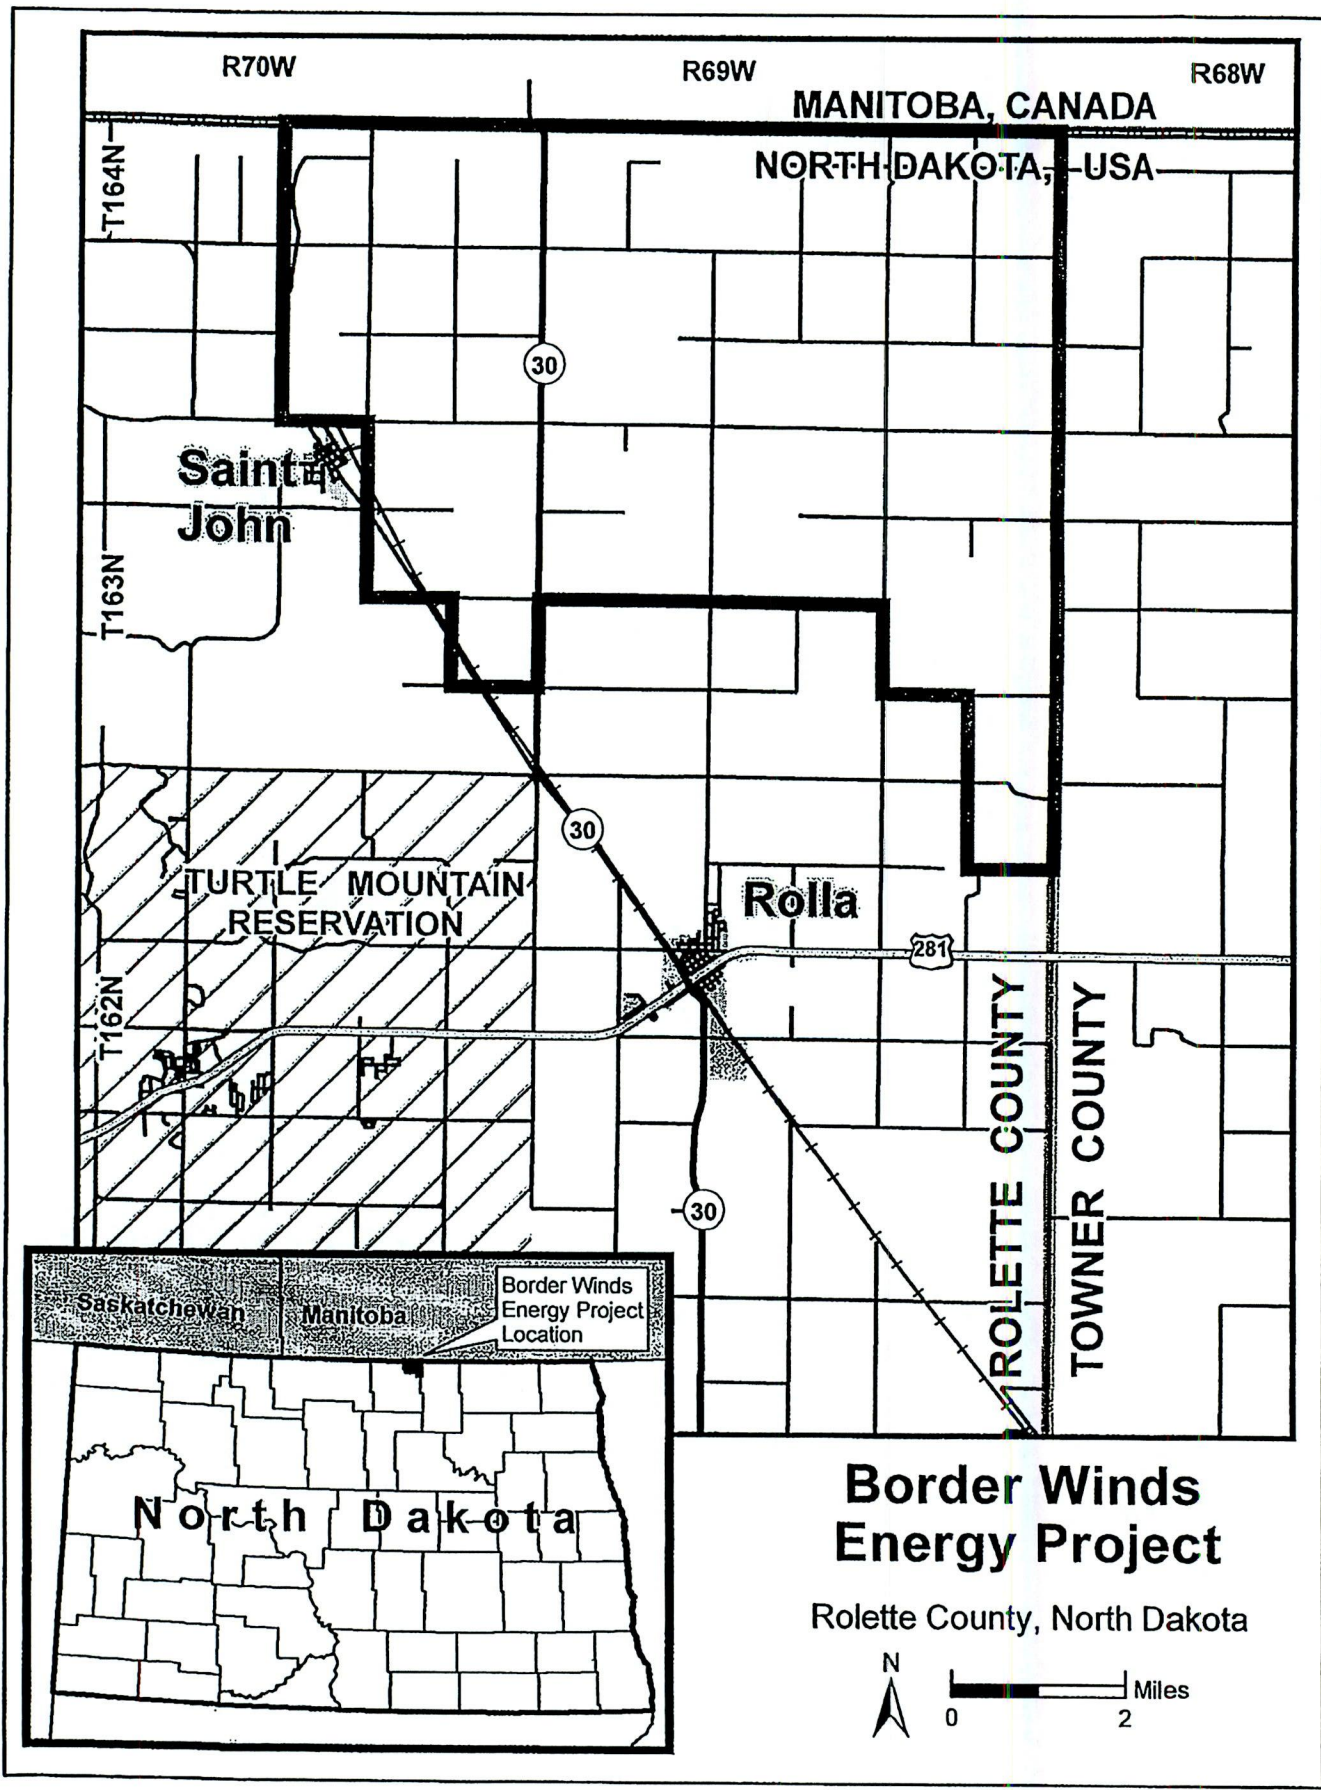 R70W
R69W
R68W
MANITOBA, CANADA
NORTH DAKOTA, USA
T164N
30
Saint
John
T163N
30
TURTLE MOUNTAIN
RESERVATION
Rolla
281
T162N
ROLETTE COUNTY
TOWNER COUNTY
30
Saskatchewan
Manitoba
Border Winds
Energy Project
Location
North Dakota
Border Winds
Energy Project
Rolette County, North Dakota
N
Miles
0
2